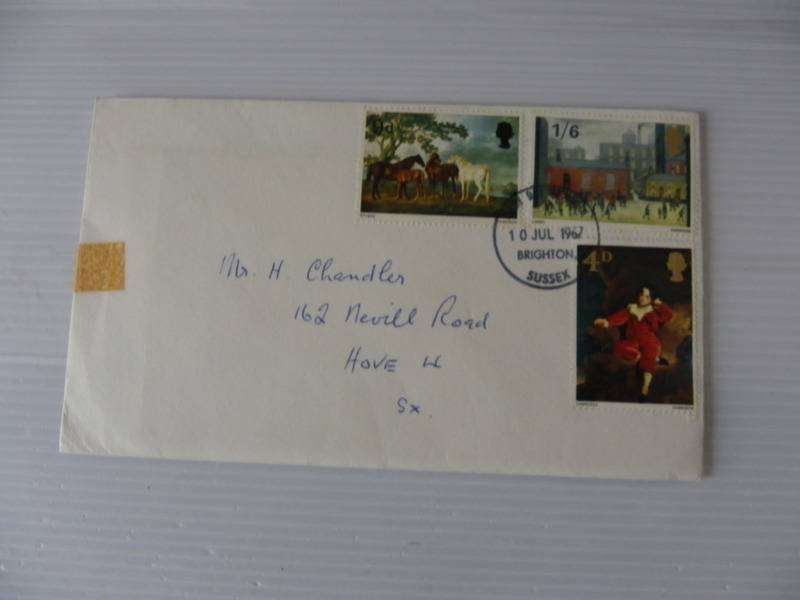 9d
1/6
10 JUL 1967
BRIGHTON,
SUSSEX
4D
Mr. H. Chandler
162 Nevill Road
HOVE 4
Sx.